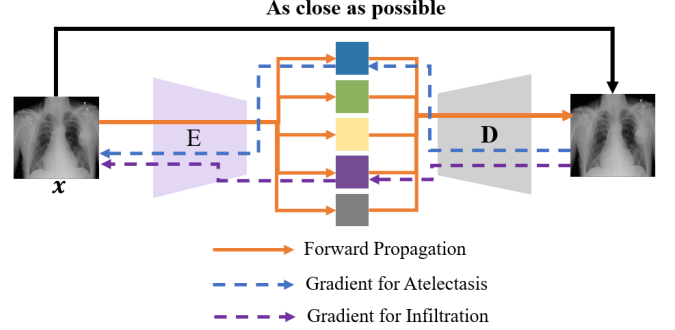 As close as possible
E
D
x
Forward Propagation
Gradient for Atelectasis
Gradient for Infiltration